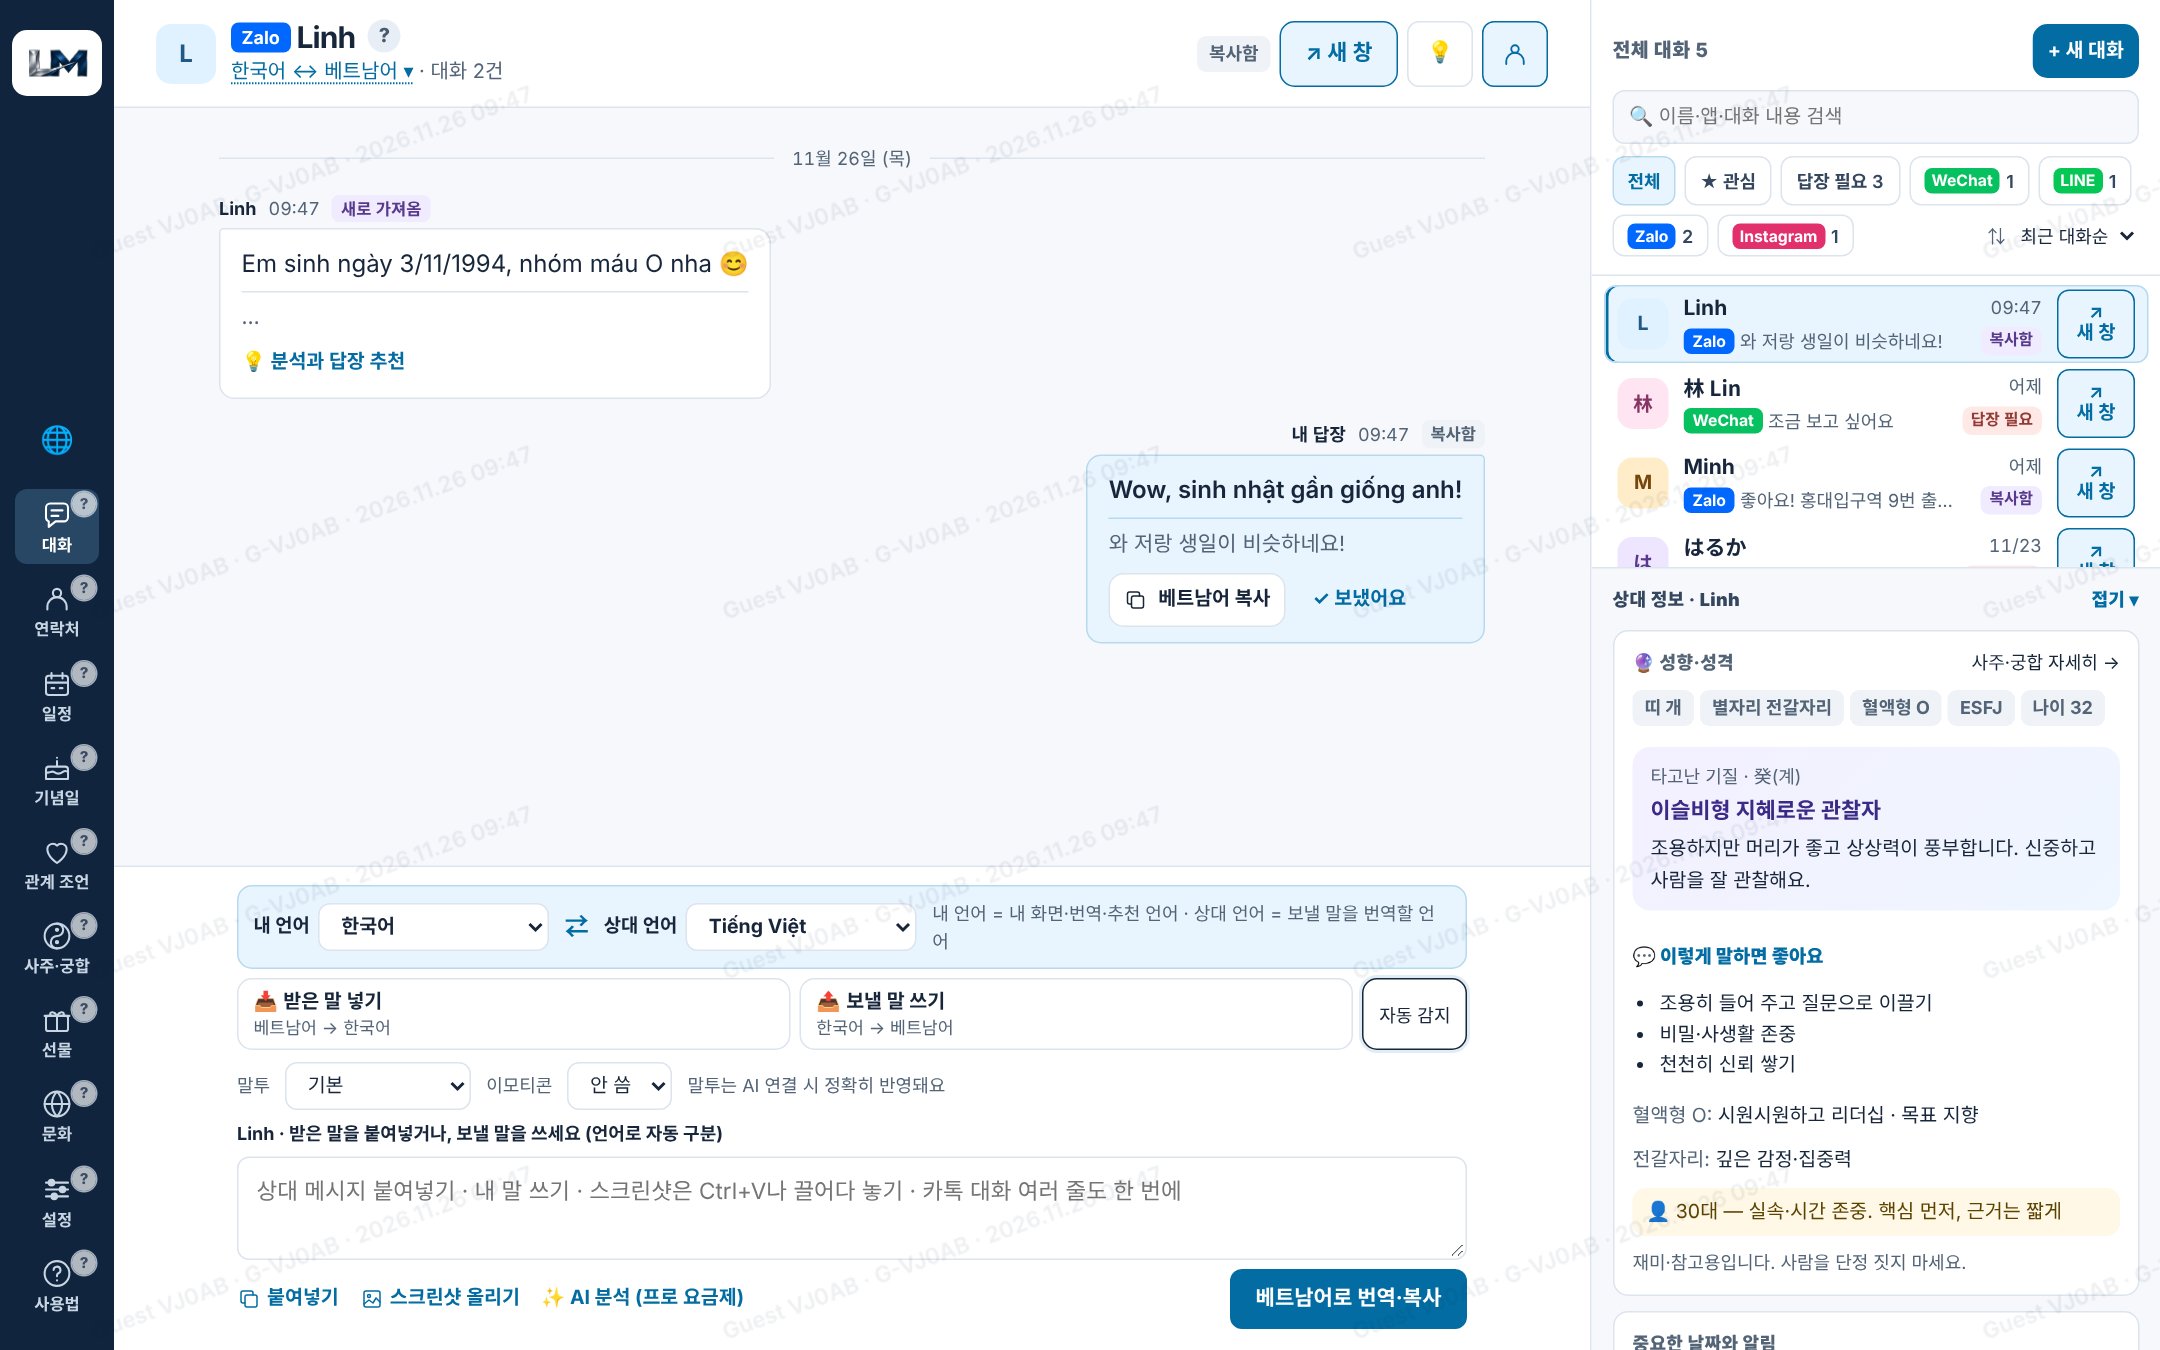 LM
대화
연락처
일정
기념일
관계 조언
사주·궁합
선물
문화
설정
사용법
L
Zalo Linh ?
한국어 ↔ 베트남어 ▾ · 대화 2건
복사함
↗ 새 창
11월 26일 (목)
Linh 09:47 새로 가져옴
Em sinh ngày 3/11/1994, nhóm máu O nha 😊
...
💡 분석과 답장 추천
내 답장 09:47 복사함
Wow, sinh nhật gần giống anh!
와 저랑 생일이 비슷하네요!
베트남어 복사 ✓ 보냈어요
내 언어 한국어 ⇄ 상대 언어 Tiếng Việt
내 언어 = 내 화면·번역·추천 언어 · 상대 언어 = 보낼 말을 번역할 언
어
📥 받은 말 넣기
베트남어 → 한국어
📤 보낼 말 쓰기
한국어 → 베트남어
자동 감지
말투 기본 이모티콘 안 씀 말투는 AI 연결 시 정확히 반영돼요
Linh · 받은 말을 붙여넣거나, 보낼 말을 쓰세요 (언어로 자동 구분)
상대 메시지 붙여넣기 · 내 말 쓰기 · 스크린샷은 Ctrl+V나 끌어다 놓기 · 카톡 대화 여러 줄도 한 번에
붙여넣기 스크린샷 올리기 ✨ AI 분석 (프로 요금제)
베트남어로 번역·복사
전체 대화 5
+ 새 대화
🔍 이름·앱·대화 내용 검색
전체 ★ 관심 답장 필요 3 WeChat 1 LINE 1
Zalo 2 Instagram 1 ⇅ 최근 대화순
L
Linh 09:47
Zalo 와 저랑 생일이 비슷하네요! 복사함
↗ 새 창
林
林 Lin 어제
WeChat 조금 보고 싶어요 답장 필요
↗ 새 창
M
Minh 어제
Zalo 좋아요! 홍대입구역 9번 출... 복사함
↗ 새 창
は
はるか 11/23
↗ 새 창
상대 정보 · Linh 접기 ▾
🔮 성향·성격 사주·궁합 자세히 →
띠 개 별자리 전갈자리 혈액형 O ESFJ 나이 32
타고난 기질 · 癸(계)
이슬비형 지혜로운 관찰자
조용하지만 머리가 좋고 상상력이 풍부합니다. 신중하고
사람을 잘 관찰해요.
💬 이렇게 말하면 좋아요
• 조용히 들어 주고 질문으로 이끌기
• 비밀·사생활 존중
• 천천히 신뢰 쌓기
혈액형 O: 시원시원하고 리더십 · 목표 지향
전갈자리: 깊은 감정·집중력
👤 30대 — 실속·시간 존중. 핵심 먼저, 근거는 짧게
재미·참고용입니다. 사람을 단정 짓지 마세요.
중요한 날짜와 알림
Guest VJ0AB · G-VJ0AB · 2026.11.26 09:47